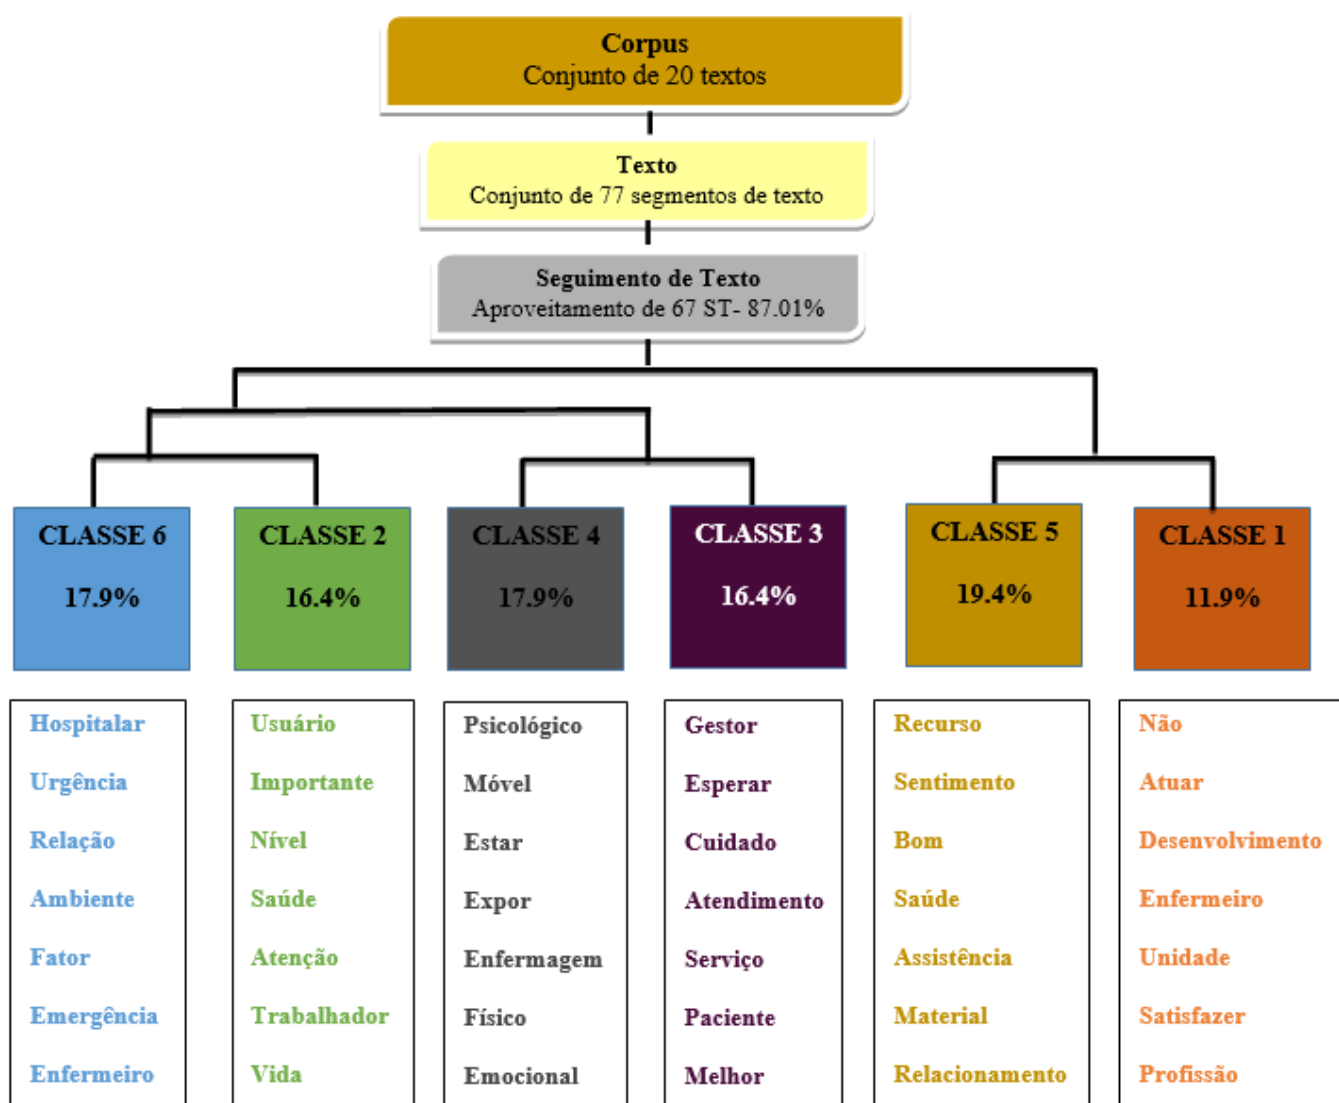 Corpus
Conjunto de 20 textos
Texto
Conjunto de 77 segmentos de texto
Seguimento de Texto
Aproveitamento de 67 ST- 87.01%
CLASSE 6
17.9%
CLASSE 2
16.4%
CLASSE 4
17.9%
CLASSE 3
16.4%
CLASSE 5
19.4%
CLASSE 1
11.9%
Hospitalar
Urgência
Relação
Ambiente
Fator
Emergência
Enfermeiro
Usuário
Importante
Nível
Saúde
Atenção
Trabalhador
Vida
Psicológico
Móvel
Estar
Expor
Enfermagem
Físico
Emocional
Gestor
Esperar
Cuidado
Atendimento
Serviço
Paciente
Melhor
Recurso
Sentimento
Bom
Saúde
Assistência
Material
Relacionamento
Não
Atuar
Desenvolvimento
Enfermeiro
Unidade
Satisfazer
Profissão